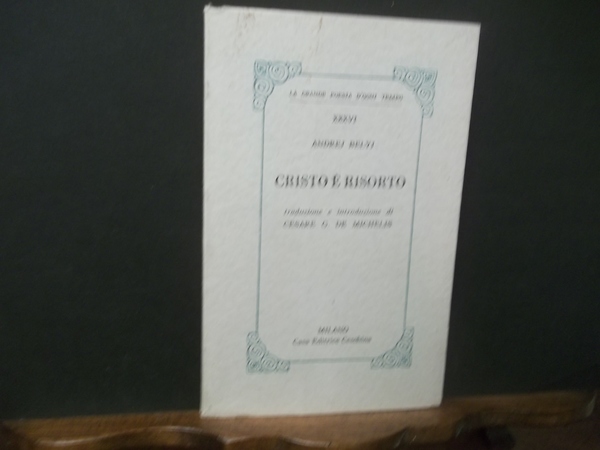 LA GRANDE POESIA D'OGNI TEMPO
XXXVI
ANDREJ BELYJ
CRISTO È RISORTO
traduzione e introduzione di
CESARE G. DE MICHELIS
MILANO
Casa Editrice Ceschina